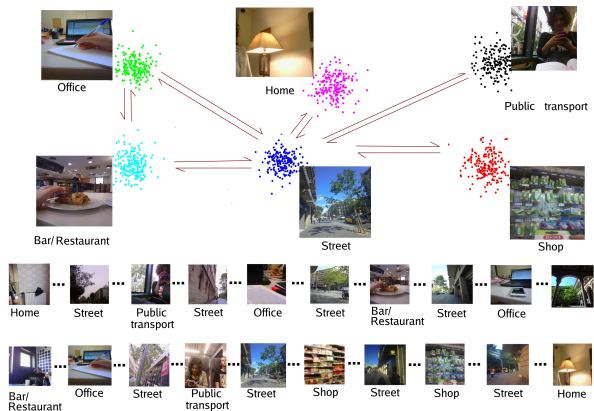 Office
Home
Public transport
Bar/Restaurant
Street
Shop
Home
Street
Public
transport
Street
Office
Street
Bar/
Restaurant
Street
Office
Bar/
Restaurant
Office
Street
Public
transport
Street
Shop
Street
Shop
Street
Home